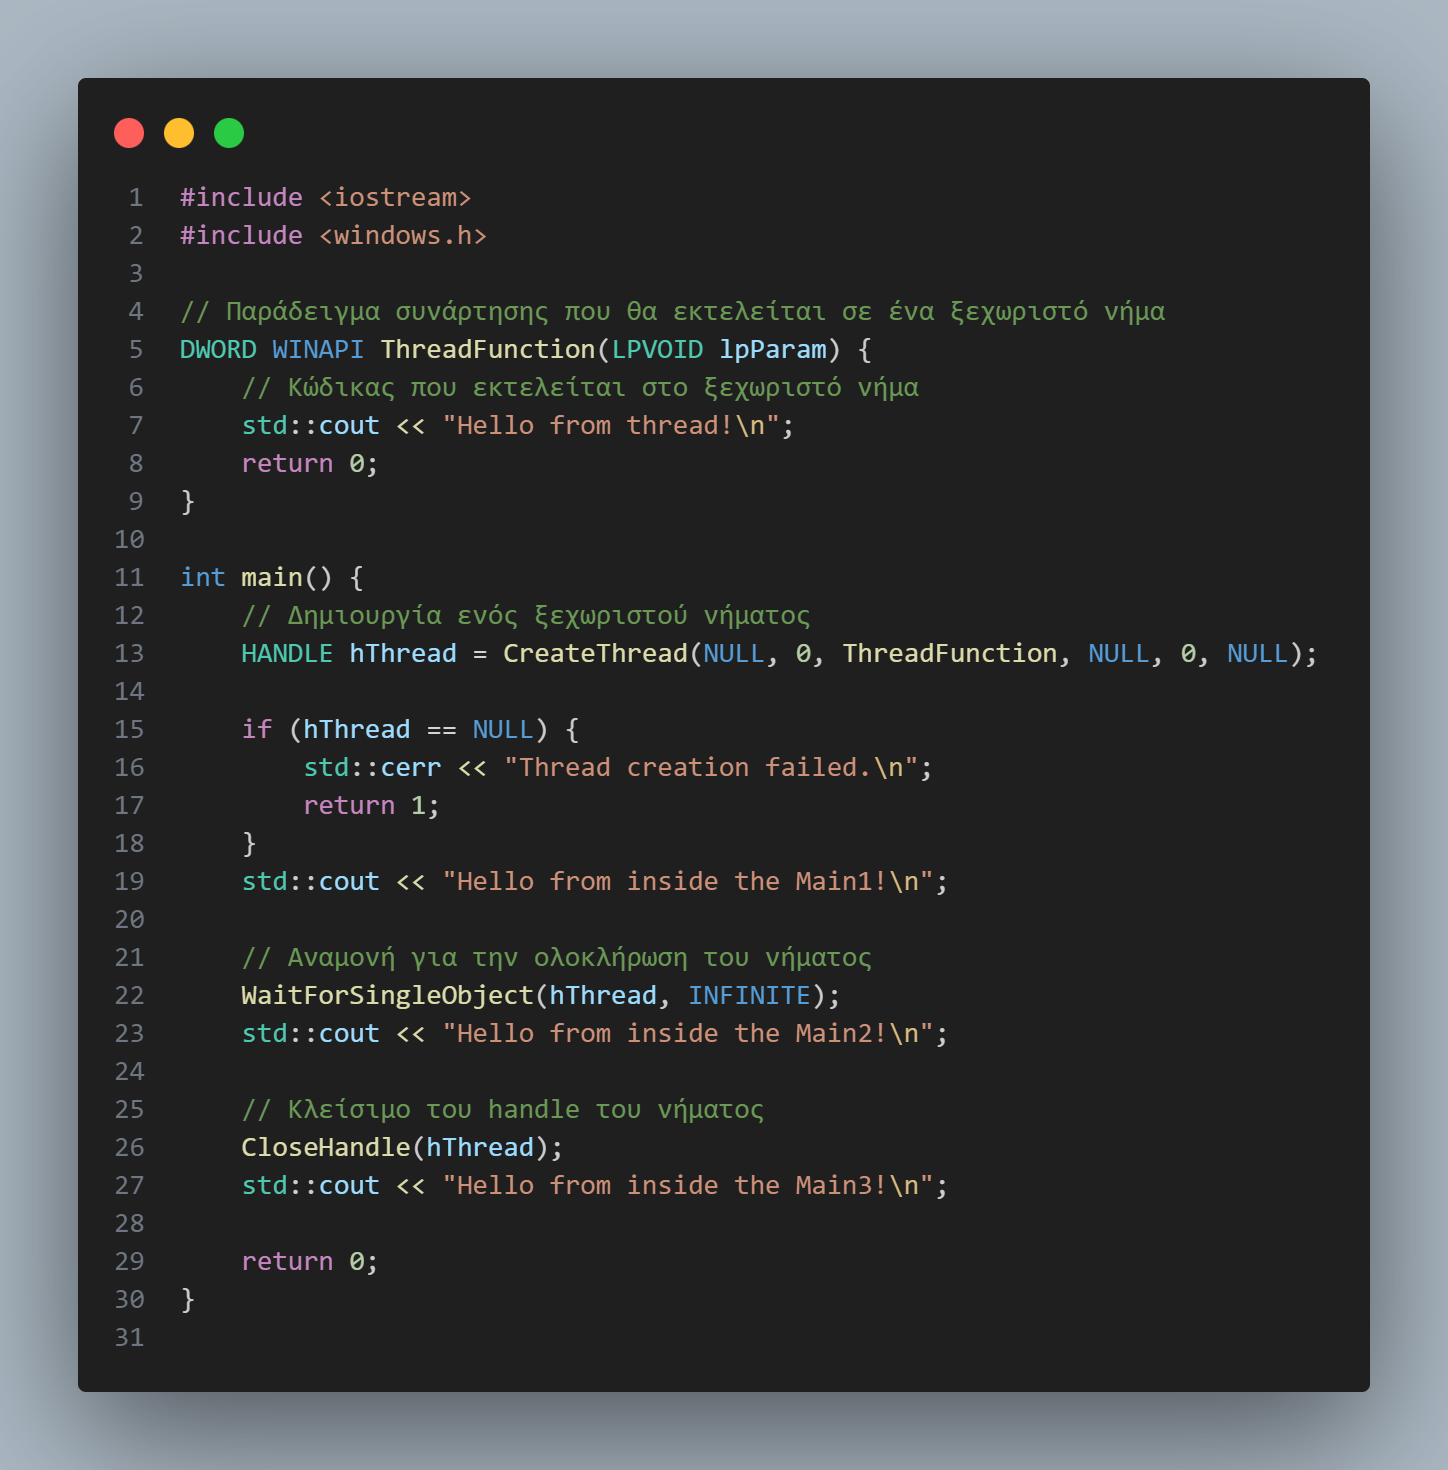 1 #include <iostream>
2 #include <windows.h>
3
4 // Παράδειγμα συνάρτησης που θα εκτελείται σε ένα ξεχωριστό νήμα
5 DWORD WINAPI ThreadFunction(LPVOID lpParam) {
6     // Κώδικας που εκτελείται στο ξεχωριστό νήμα
7     std::cout << "Hello from thread!\n";
8     return 0;
9 }
10
11 int main() {
12     // Δημιουργία ενός ξεχωριστού νήματος
13     HANDLE hThread = CreateThread(NULL, 0, ThreadFunction, NULL, 0, NULL);
14
15     if (hThread == NULL) {
16         std::cerr << "Thread creation failed.\n";
17         return 1;
18     }
19     std::cout << "Hello from inside the Main1!\n";
20
21     // Αναμονή για την ολοκλήρωση του νήματος
22     WaitForSingleObject(hThread, INFINITE);
23     std::cout << "Hello from inside the Main2!\n";
24
25     // Κλείσιμο του handle του νήματος
26     CloseHandle(hThread);
27     std::cout << "Hello from inside the Main3!\n";
28
29     return 0;
30 }
31